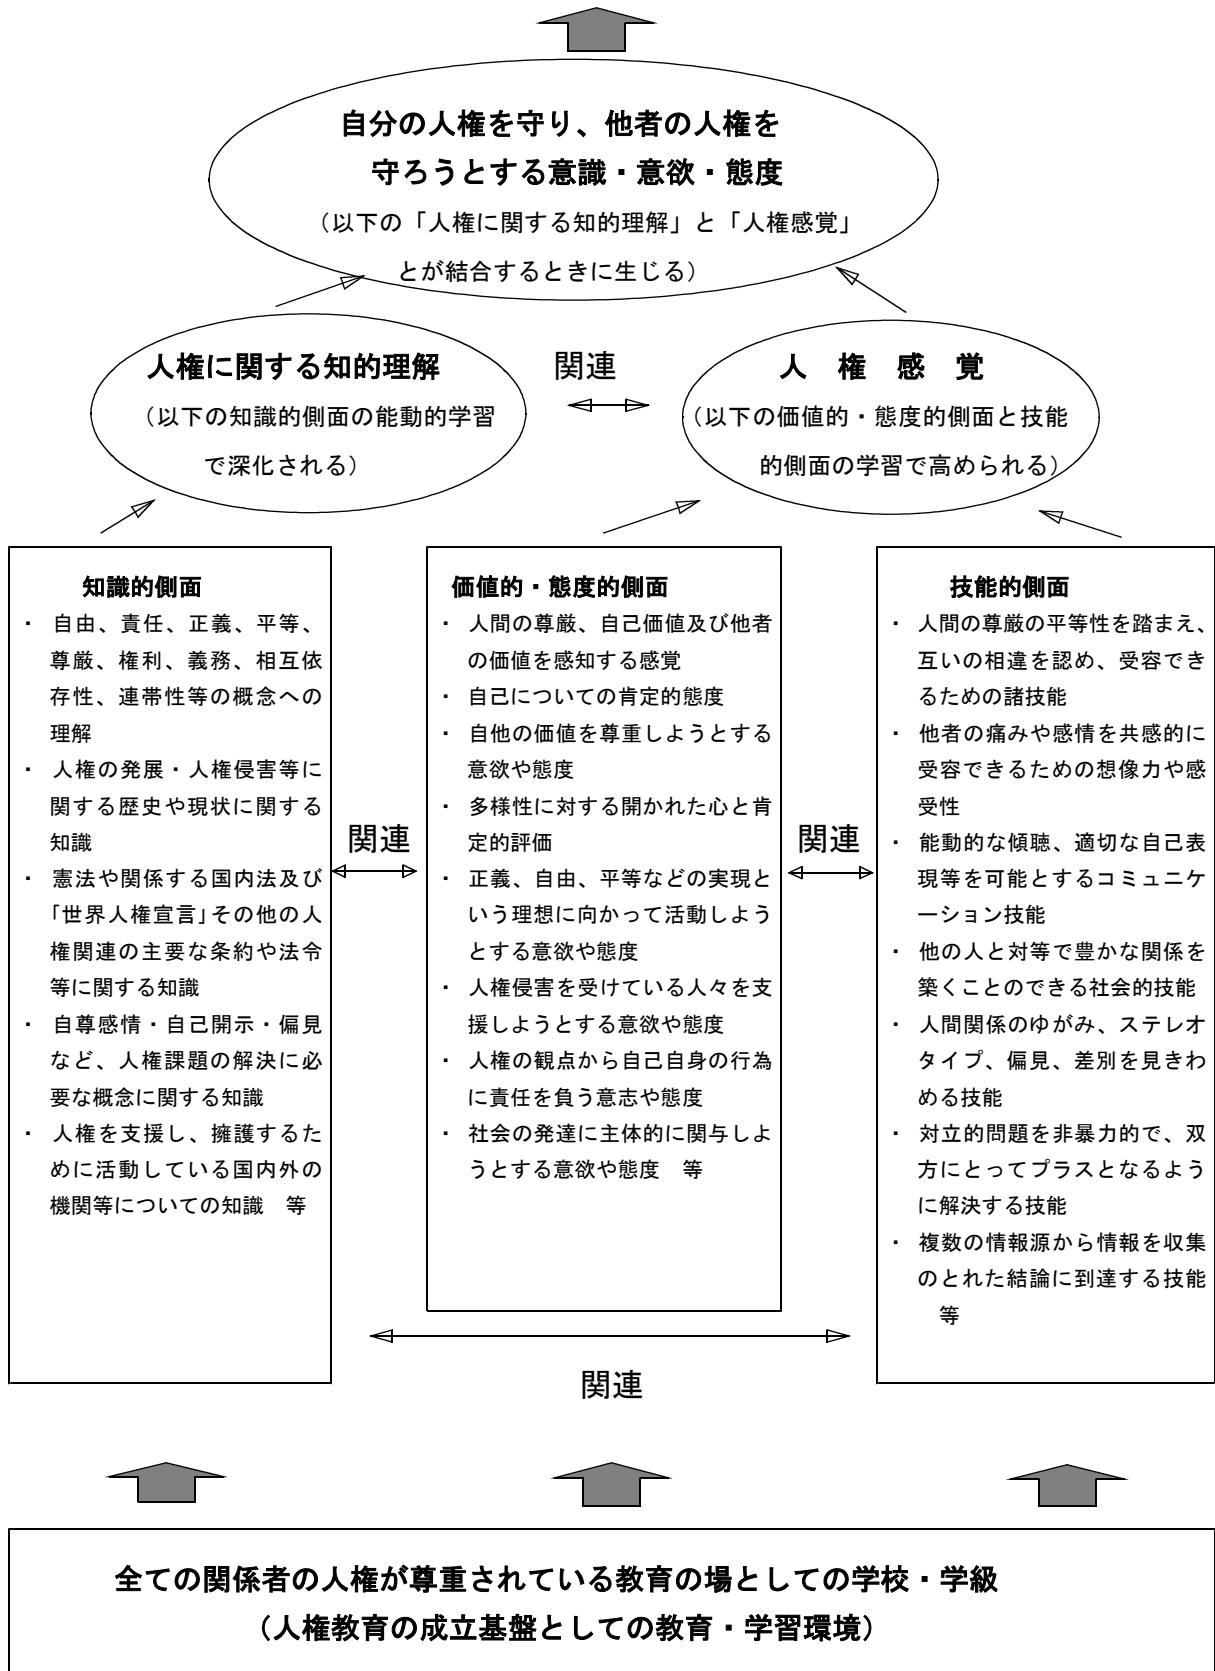 自分の人権を守り、他者の人権を
守ろうとする意識・意欲・態度
（以下の「人権に関する知的理解」と「人権感覚」
とが結合するときに生じる）
人権に関する知的理解
（以下の知識的側面の能動的学習
で深化される）
関連
人　権　感　覚
（以下の価値的・態度的側面と技能
的側面の学習で高められる）
知識的側面
・ 自由、責任、正義、平等、
尊厳、権利、義務、相互依
存性、連帯性等の概念への
理解
・ 人権の発展・人権侵害等に
関する歴史や現状に関する
知識
・ 憲法や関係する国内法及び
「世界人権宣言」その他の人
権関連の主要な条約や法令
等に関する知識
・ 自尊感情・自己開示・偏見
など、人権課題の解決に必
要な概念に関する知識
・ 人権を支援し、擁護するた
めに活動している国内外の
機関等についての知識　等
関連
価値的・態度的側面
・ 人間の尊厳、自己価値及び他者
の価値を感知する感覚
・ 自己についての肯定的態度
・ 自他の価値を尊重しようとする
意欲や態度
・ 多様性に対する開かれた心と肯
定的評価
・ 正義、自由、平等などの実現と
いう理想に向かって活動しよう
とする意欲や態度
・ 人権侵害を受けている人々を支
援しようとする意欲や態度
・ 人権の観点から自己自身の行為
に責任を負う意志や態度
・ 社会の発達に主体的に関与しよ
うとする意欲や態度　等
関連
技能的側面
・ 人間の尊厳の平等性を踏まえ、
互いの相違を認め、受容でき
るための諸技能
・ 他者の痛みや感情を共感的に
受容できるための想像力や感
受性
・ 能動的な傾聴、適切な自己表
現等を可能とするコミュニケ
ーション技能
・ 他の人と対等で豊かな関係を
築くことのできる社会的技能
・ 人間関係のゆがみ、ステレオ
タイプ、偏見、差別を見きわ
める技能
・ 対立的問題を非暴力的で、双
方にとってプラスとなるよう
に解決する技能
・ 複数の情報源から情報を収集
のとれた結論に到達する技能
等
関連
全ての関係者の人権が尊重されている教育の場としての学校・学級
（人権教育の成立基盤としての教育・学習環境）